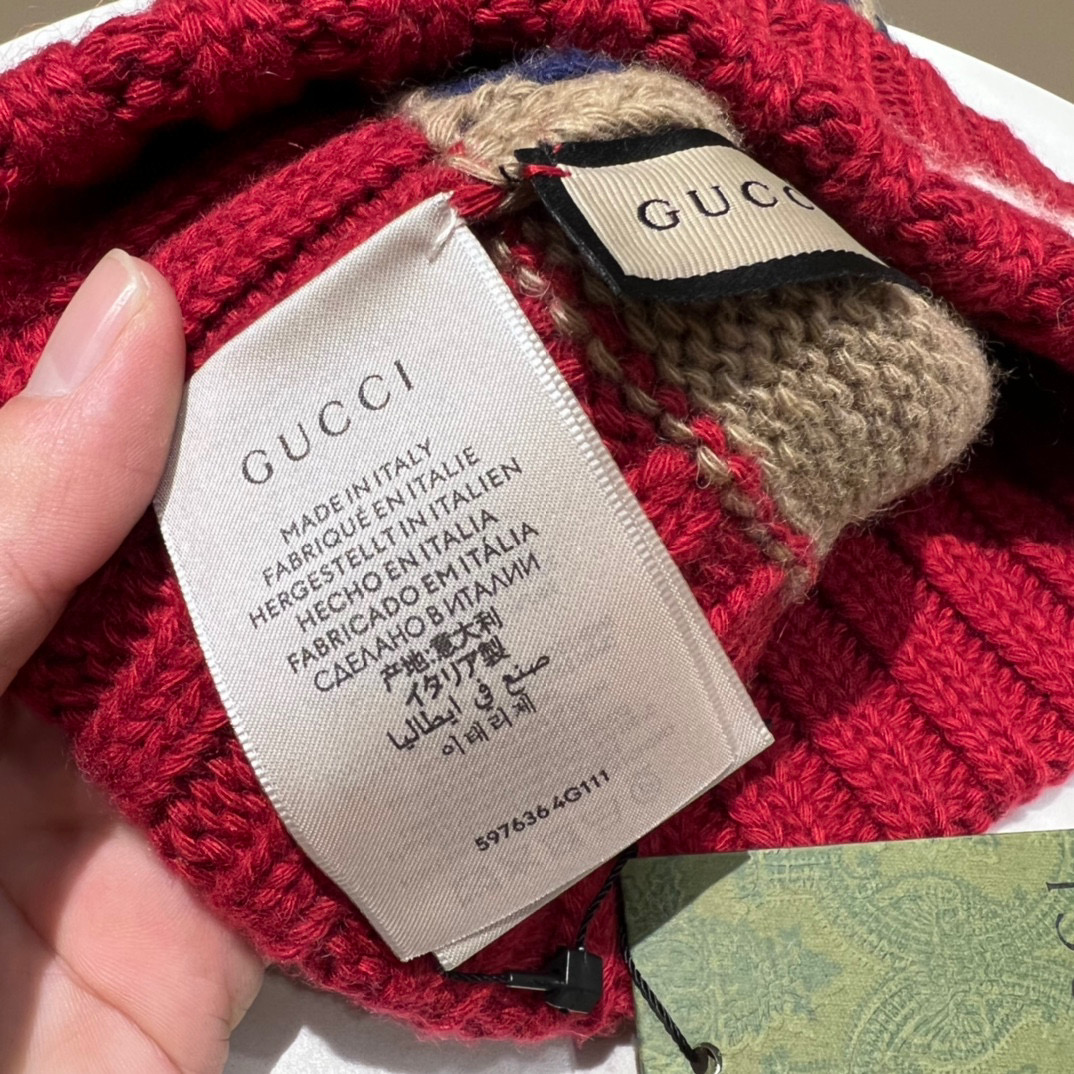 GUCC
GUCCI
MADE IN ITALY
FABRIQUÉ EN ITALIE
HERGESTELLT IN ITALIEN
HECHO EN ITALIA
FABRICADO EM ITÁLIA
СДЕЛАНО В ИТАЛИИ
产地:意大利
イタリア製
صنع في ايطاليا
이태리제
597636 4G111